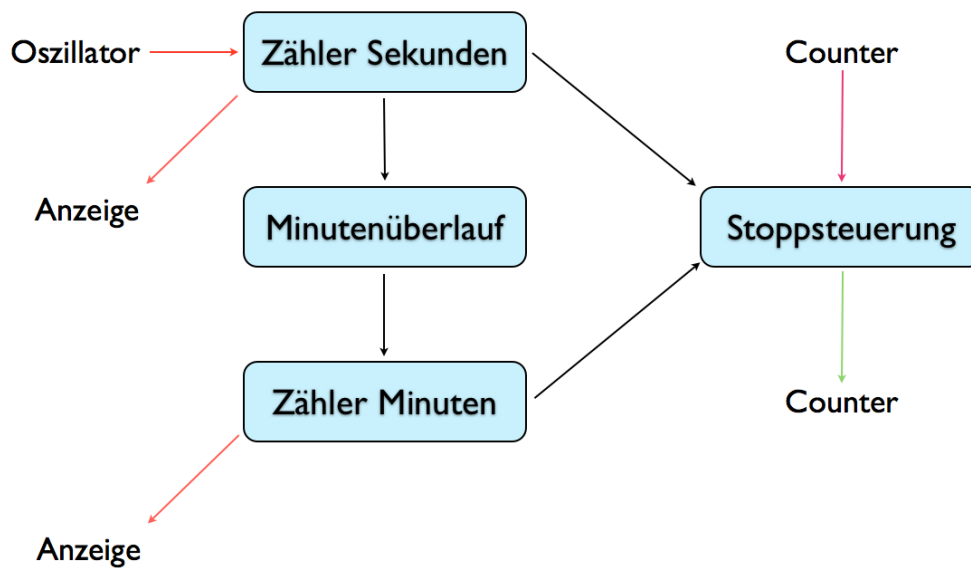 Oszillator
Zähler Sekunden
Counter
Anzeige
Minutenüberlauf
Stoppsteuerung
Zähler Minuten
Counter
Anzeige